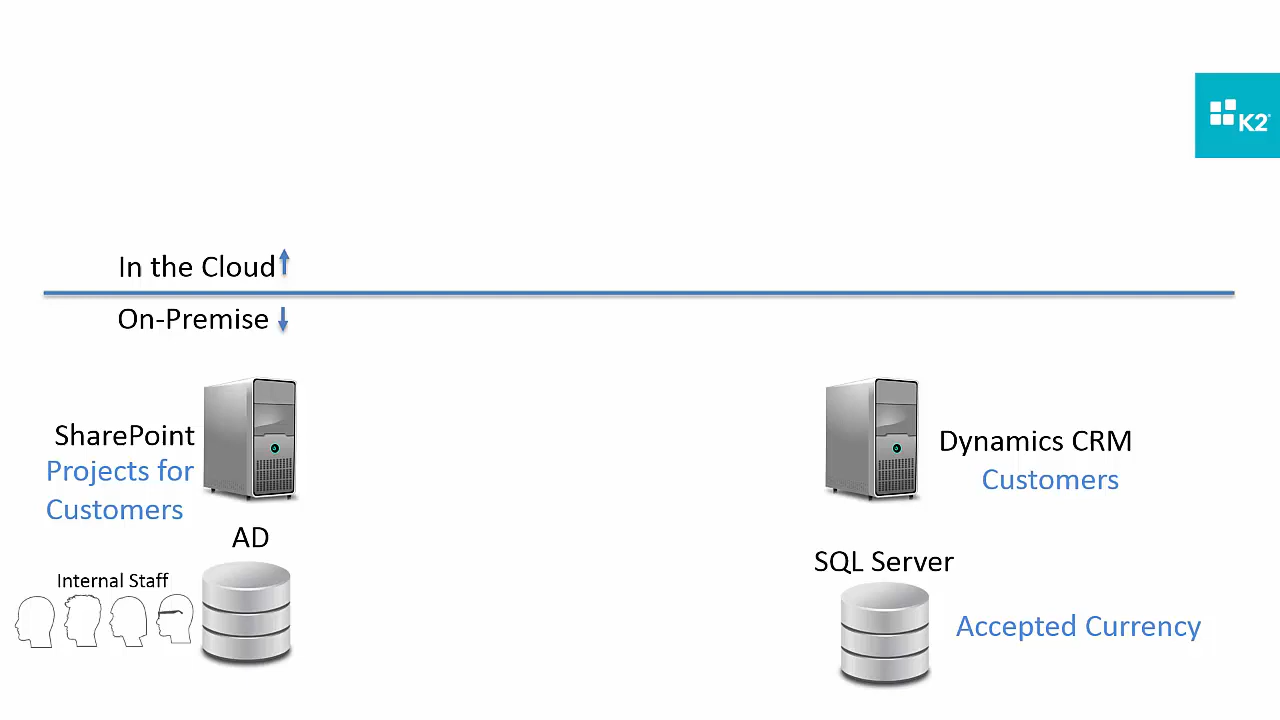 K2
In the Cloud
On-Premise
SharePoint
Projects for
Customers
AD
Internal Staff
Dynamics CRM
Customers
SQL Server
Accepted Currency